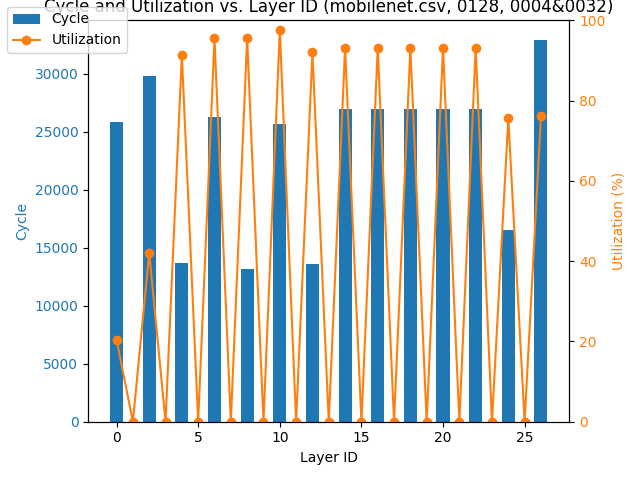 Cycle and Utilization vs. Layer ID (mobilenet.csv, 0128, 0004&0032)
Cycle
Utilization
30000
25000
20000
15000
10000
5000
0
Cycle
100
80
60
40
20
0
Utilization (%)
0 5 10 15 20 25
Layer ID